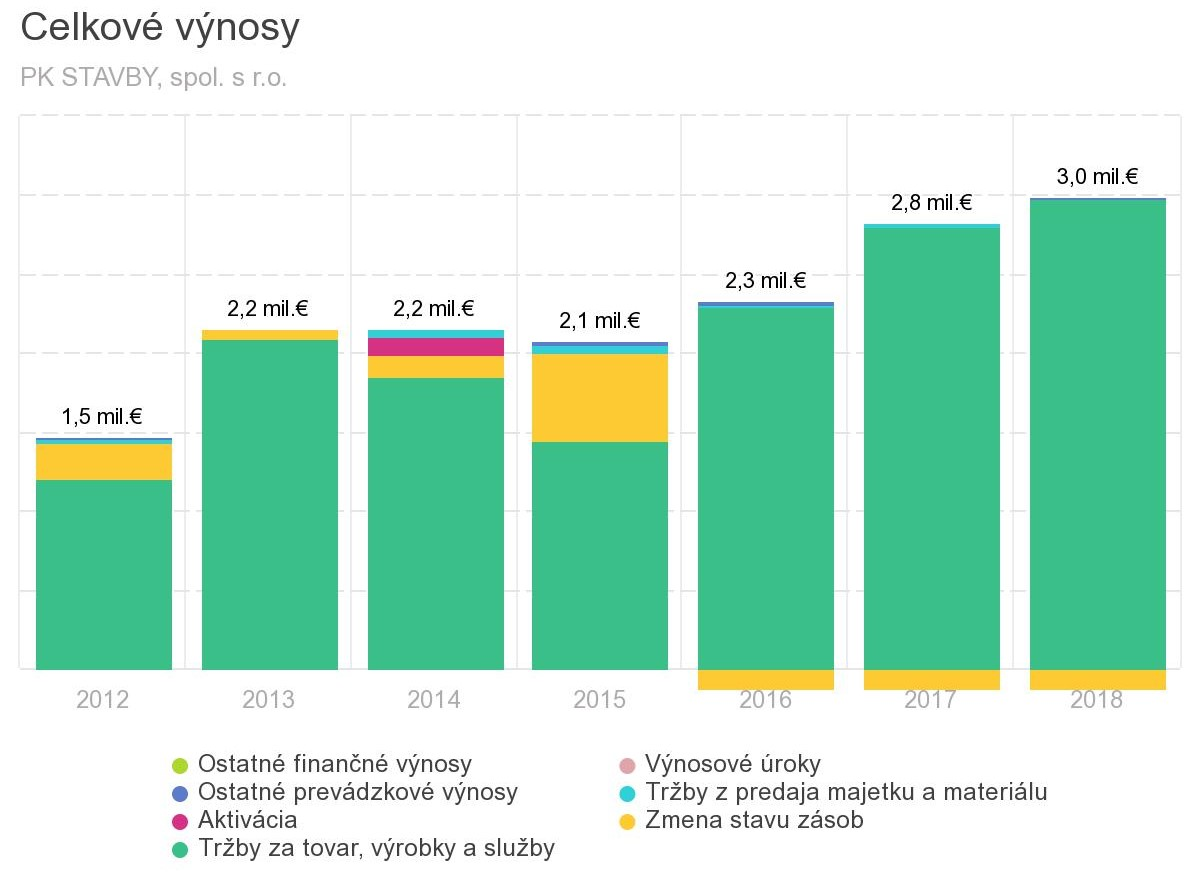 Celkové výnosy
PK STAVBY, spol. s r.o.
3,0 mil.€
2,8 mil.€
2,3 mil.€
2,2 mil.€
2,2 mil.€
2,1 mil.€
1,5 mil.€
2012 2013 2014 2015 2016 2017 2018
Ostatné finančné výnosy
Výnosové úroky
Ostatné prevádzkové výnosy
Tržby z predaja majetku a materiálu
Aktivácia
Zmena stavu zásob
Tržby za tovar, výrobky a služby